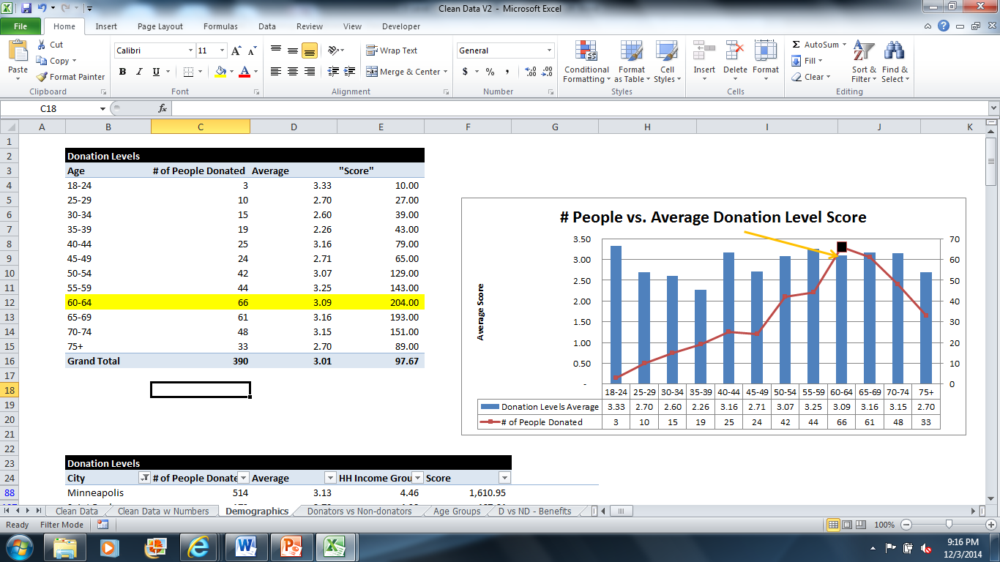 Clean Data V2 - Microsoft Excel
File Home Insert Page Layout Formulas Data Review View Developer
Paste Cut Copy Format Painter Clipboard
Calibri 11 A A B I U A Font
Wrap Text Merge & Center Alignment
General $ % , .00 .0 Number
Conditional Formatting Format as Table Cell Styles Styles
Insert Delete Format Cells
Σ AutoSum Fill Clear Sort & Filter Find & Select Editing
C18 fx
A B C D E F G H I J K
1
2 Donation Levels
3 Age # of People Donated Average "Score"
4 18-24 3 3.33 10.00
5 25-29 10 2.70 27.00
6 30-34 15 2.60 39.00
7 35-39 19 2.26 43.00
8 40-44 25 3.16 79.00
9 45-49 24 2.71 65.00
10 50-54 42 3.07 129.00
11 55-59 44 3.25 143.00
12 60-64 66 3.09 204.00
13 65-69 61 3.16 193.00
14 70-74 48 3.15 151.00
15 75+ 33 2.70 89.00
16 Grand Total 390 3.01 97.67
17
18
19
20
21
22
23 Donation Levels
24 City # of People Donate Average HH Income Grou Score
88 Minneapolis 514 3.13 4.46 1,610.95
# People vs. Average Donation Level Score
Average Score
3.50 70
3.00 60
2.50 50
2.00 40
1.50 30
1.00 20
0.50 10
- 0
18-24 25-29 30-34 35-39 40-44 45-49 50-54 55-59 60-64 65-69 70-74 75+
Donation Levels Average 3.33 2.70 2.60 2.26 3.16 2.71 3.07 3.25 3.09 3.16 3.15 2.70
# of People Donated 3 10 15 19 25 24 42 44 66 61 48 33
Clean Data Clean Data w Numbers Demographics Donators vs Non-donators Age Groups D vs ND - Benefits
Ready Filter Mode 100%
9:16 PM
12/3/2014